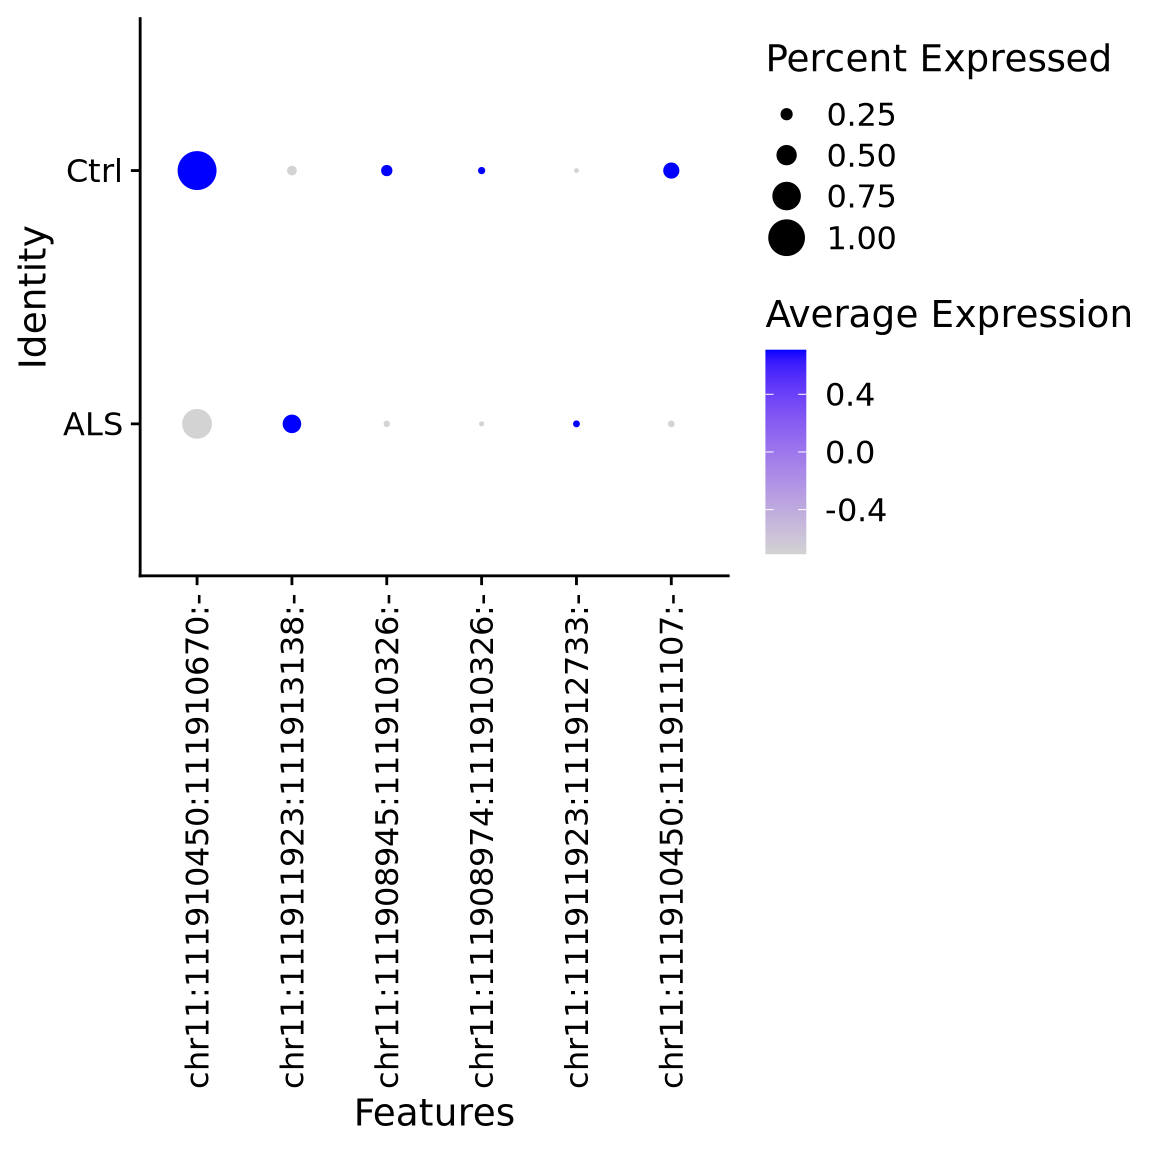 Identity
Ctrl
ALS
chr11:111910450:111910670:-
chr11:111911923:111913138:-
chr11:111908945:111910326:-
chr11:111908974:111910326:-
chr11:111911923:111912733:-
chr11:111910450:111911107:-
Features
Percent Expressed
0.25
0.50
0.75
1.00
Average Expression
0.4
0.0
-0.4